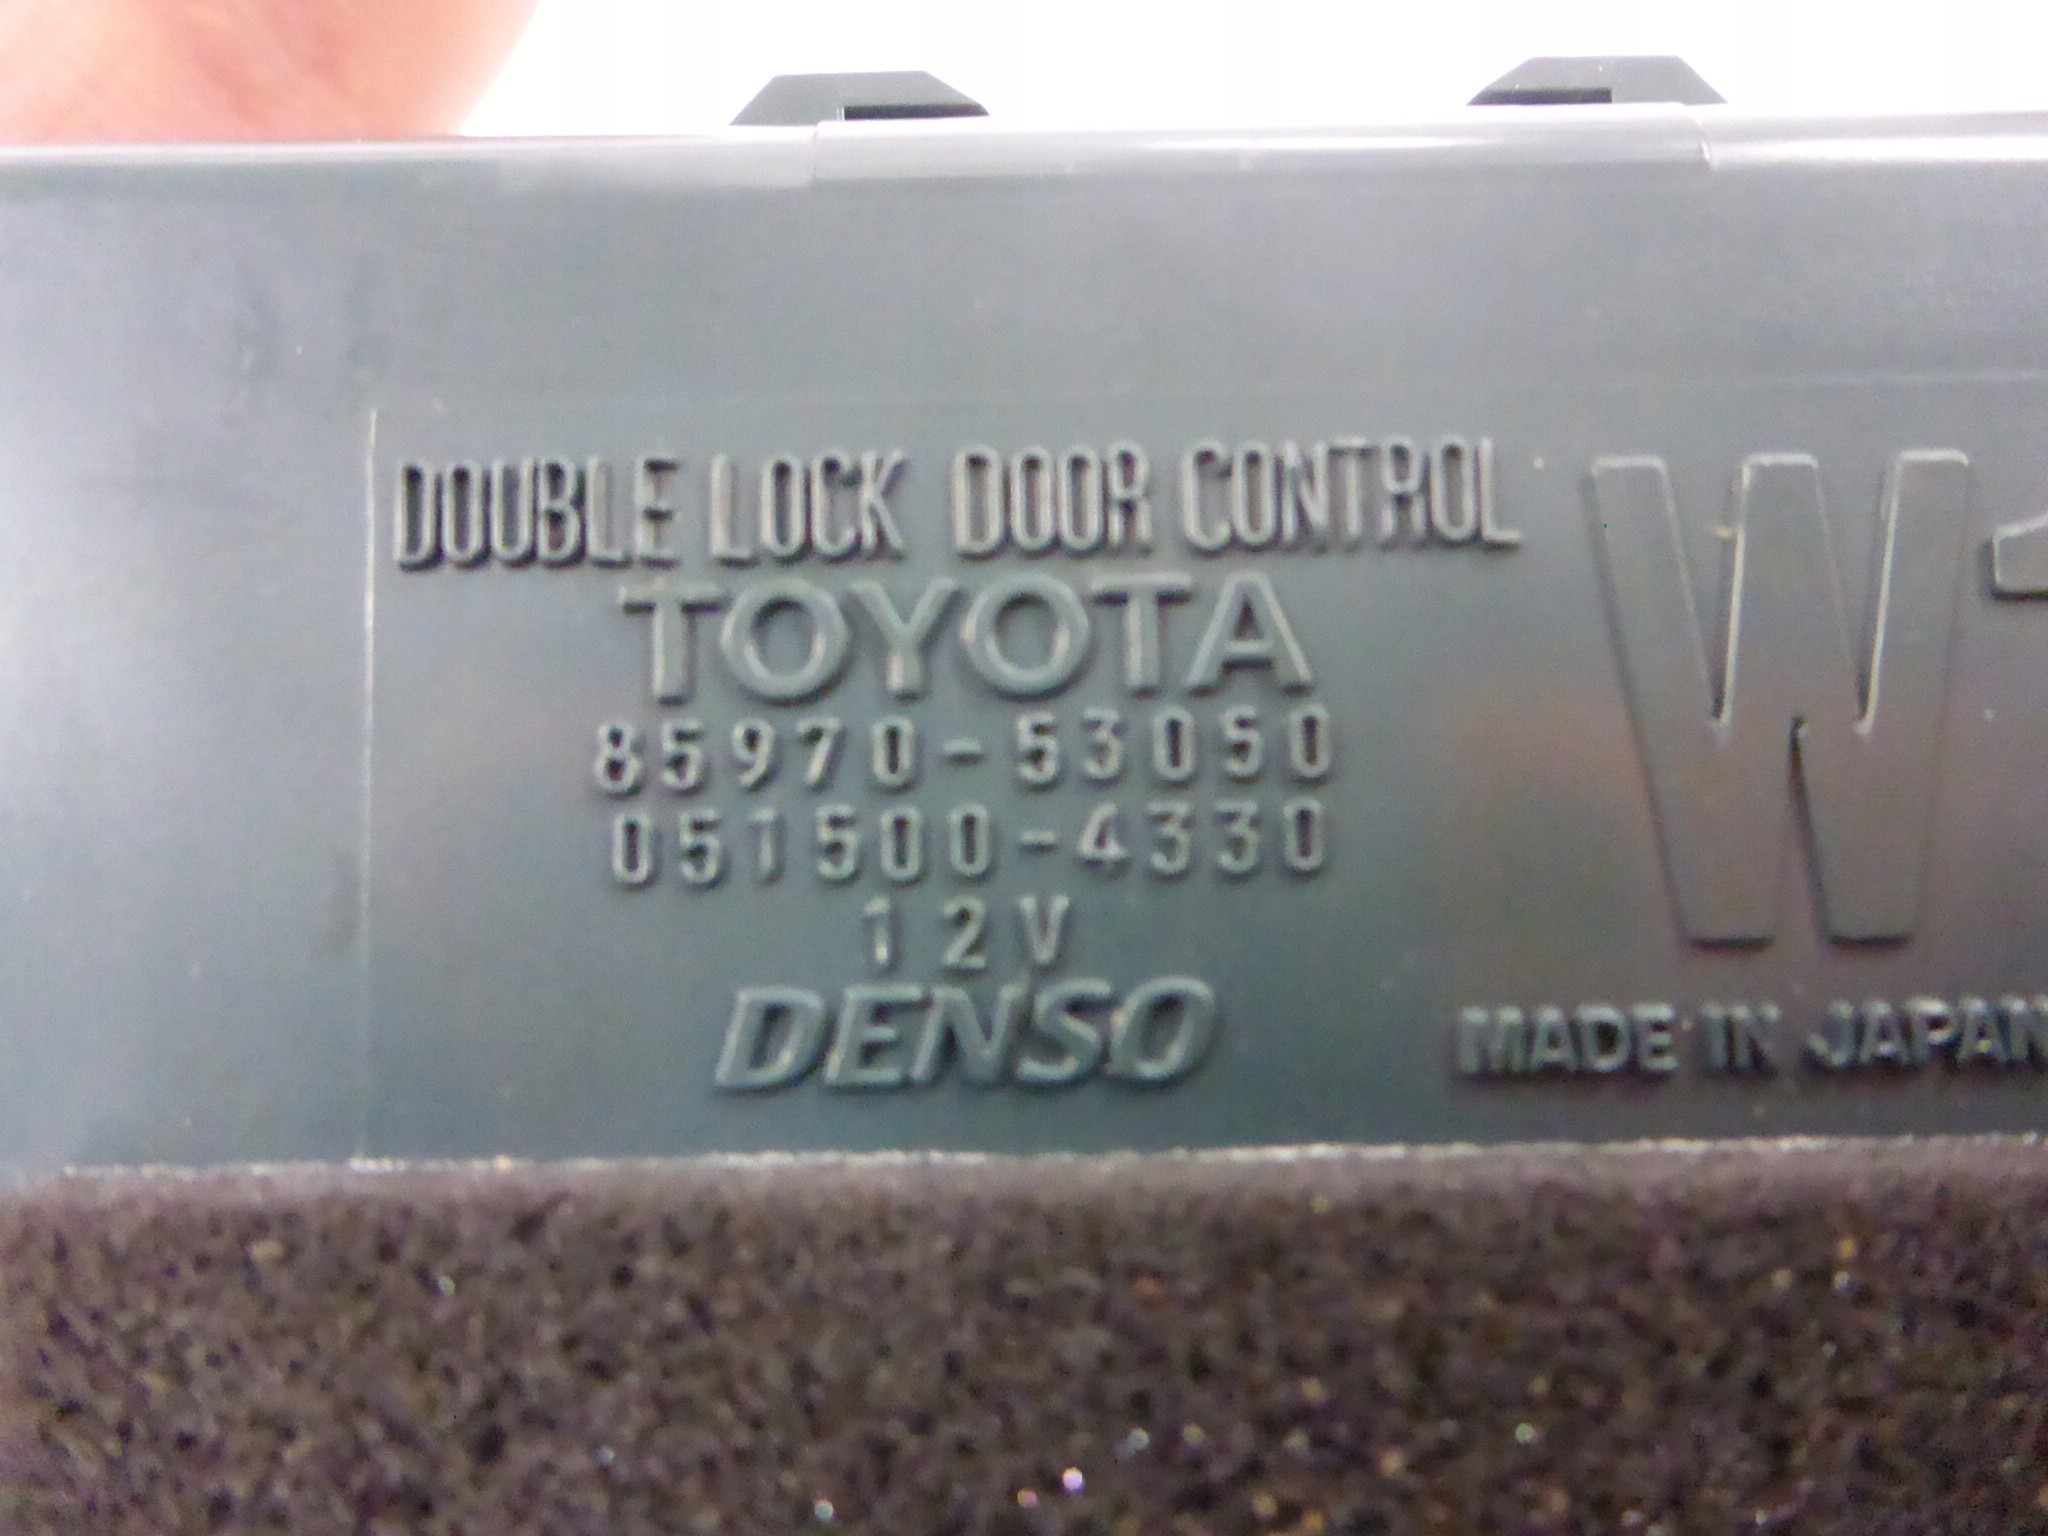 DOUBLE LOCK DOOR CONTROL
TOYOTA
85970-53050
051500-4330
12V
DENSO
W
MADE IN JAPAN